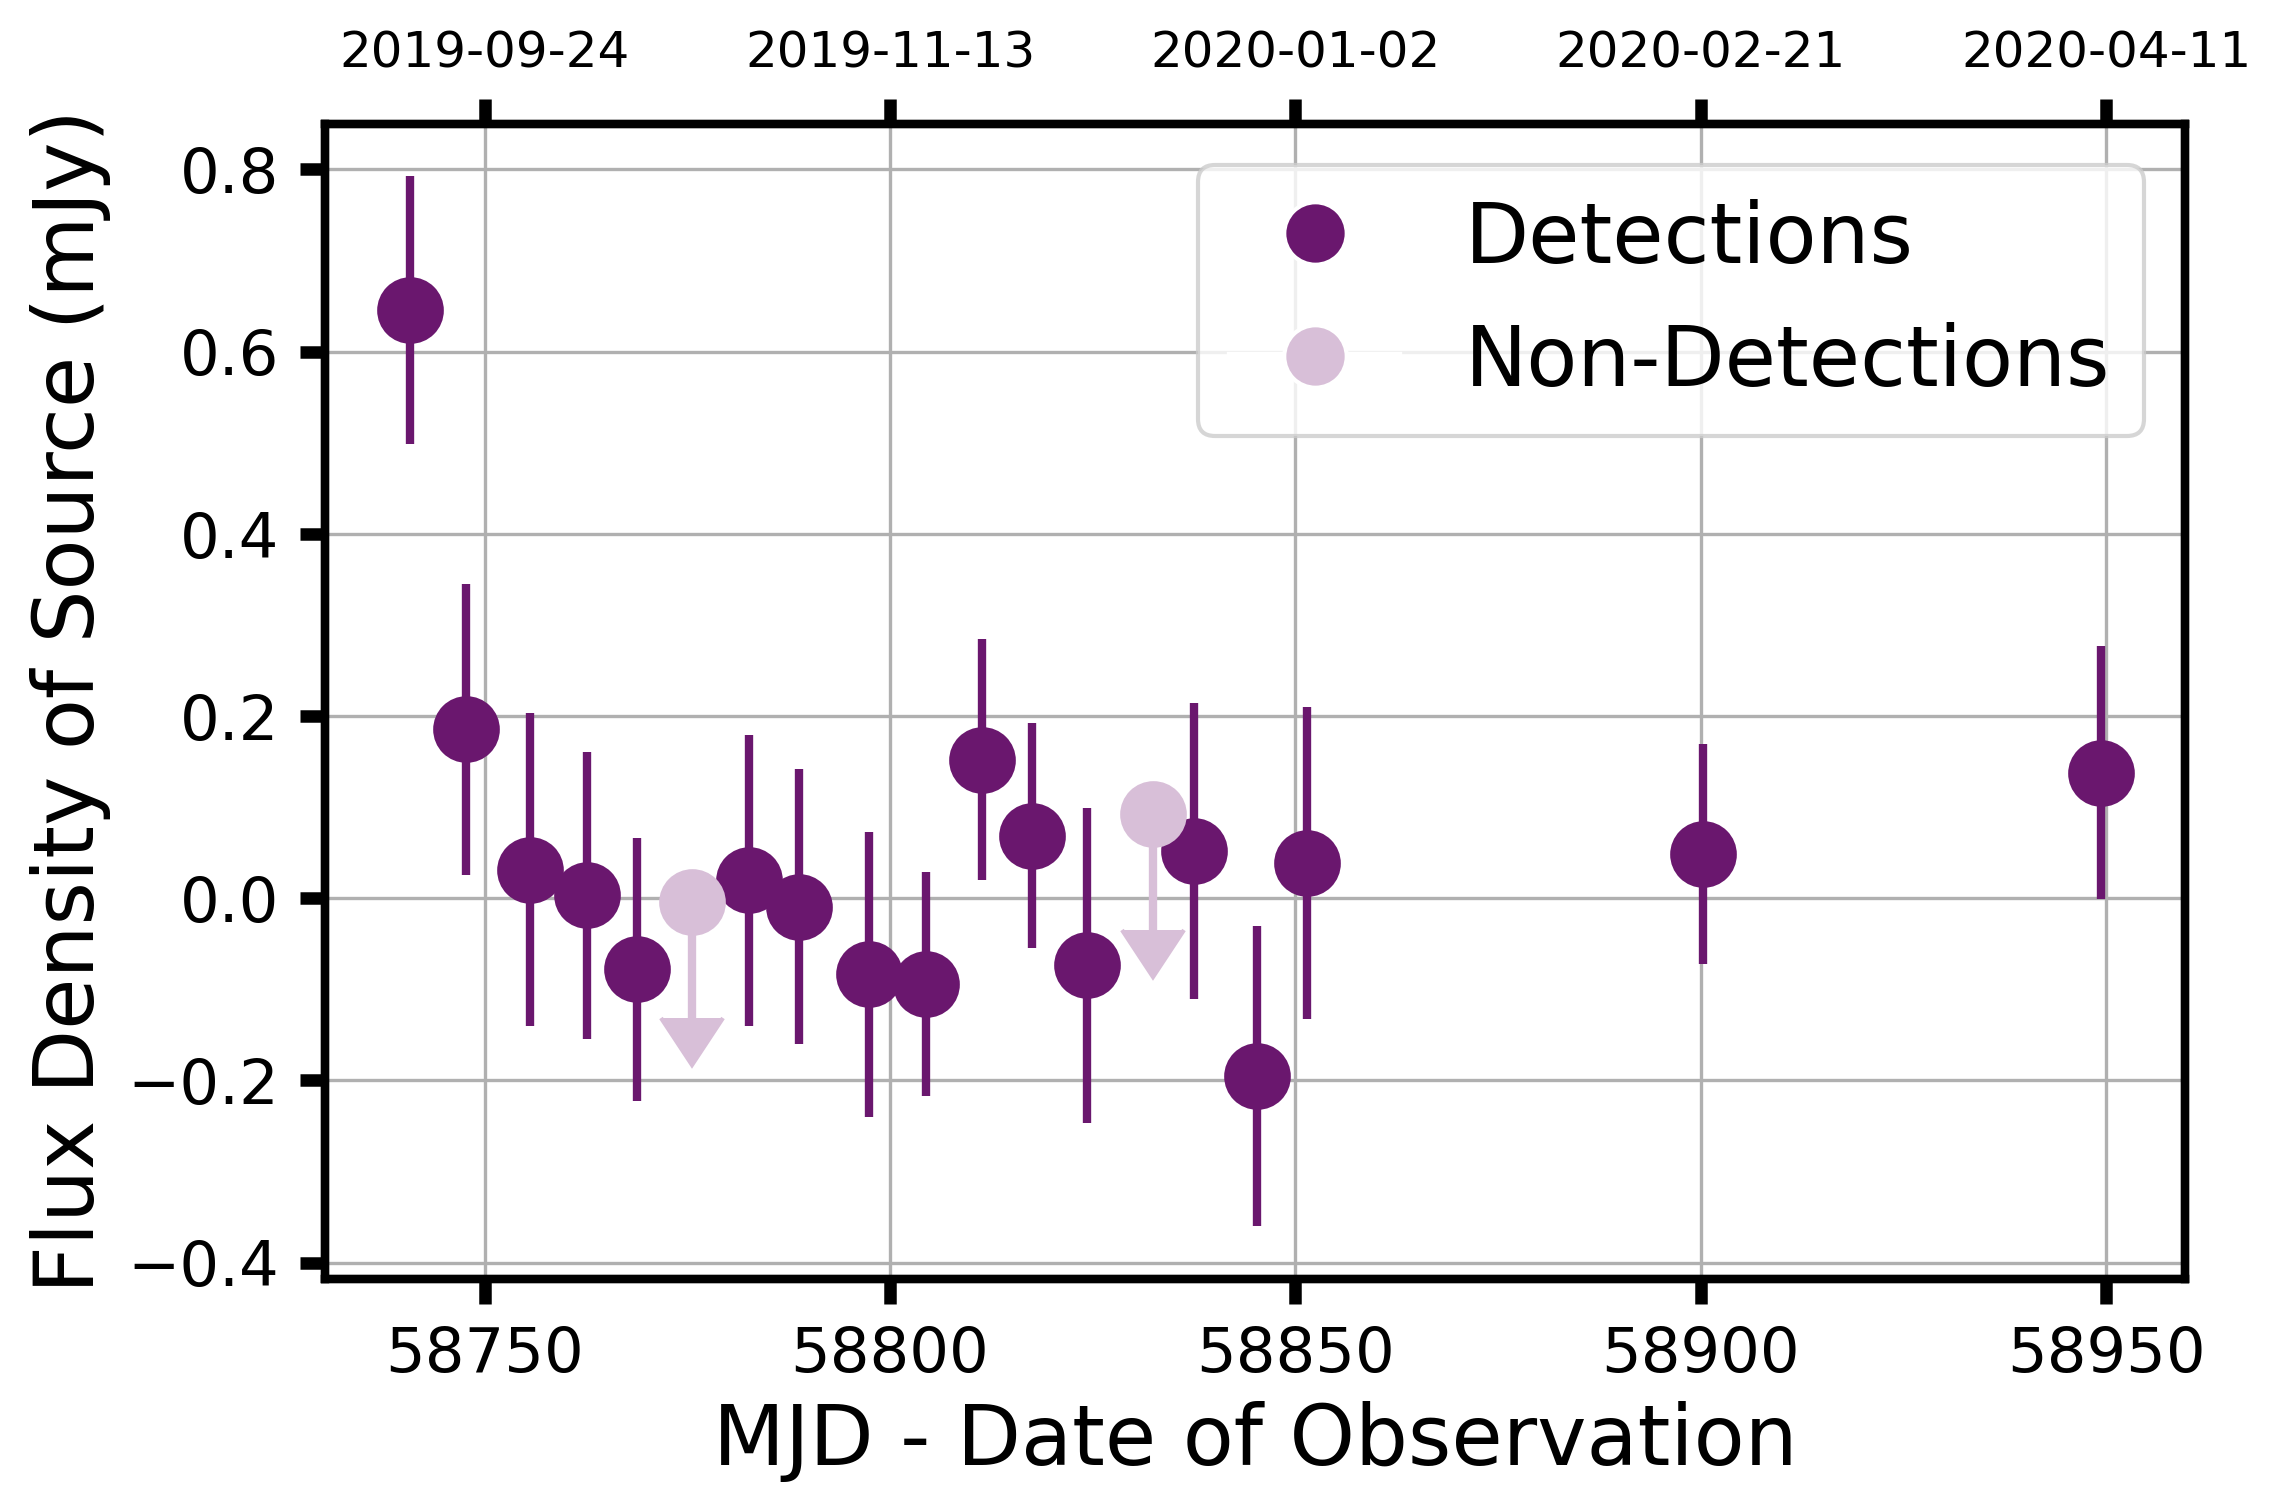 2019-09-24 2019-11-13 2020-01-02 2020-02-21 2020-04-11
Flux Density of Source (mJy)
0.8
0.6
0.4
0.2
0.0
−0.2
−0.4
Detections
Non-Detections
58750 58800 58850 58900 58950
MJD - Date of Observation